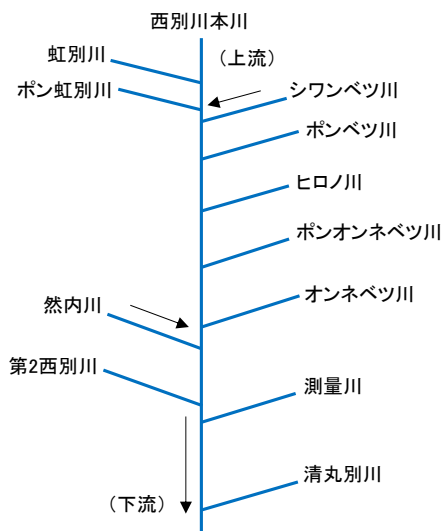 西別川本川
虹別川
（上流）
ポン虹別川
シワンベツ川
ポンベツ川
ヒロノ川
ポンオンネベツ川
オンネベツ川
然内川
第2西別川
測量川
清丸別川
（下流）